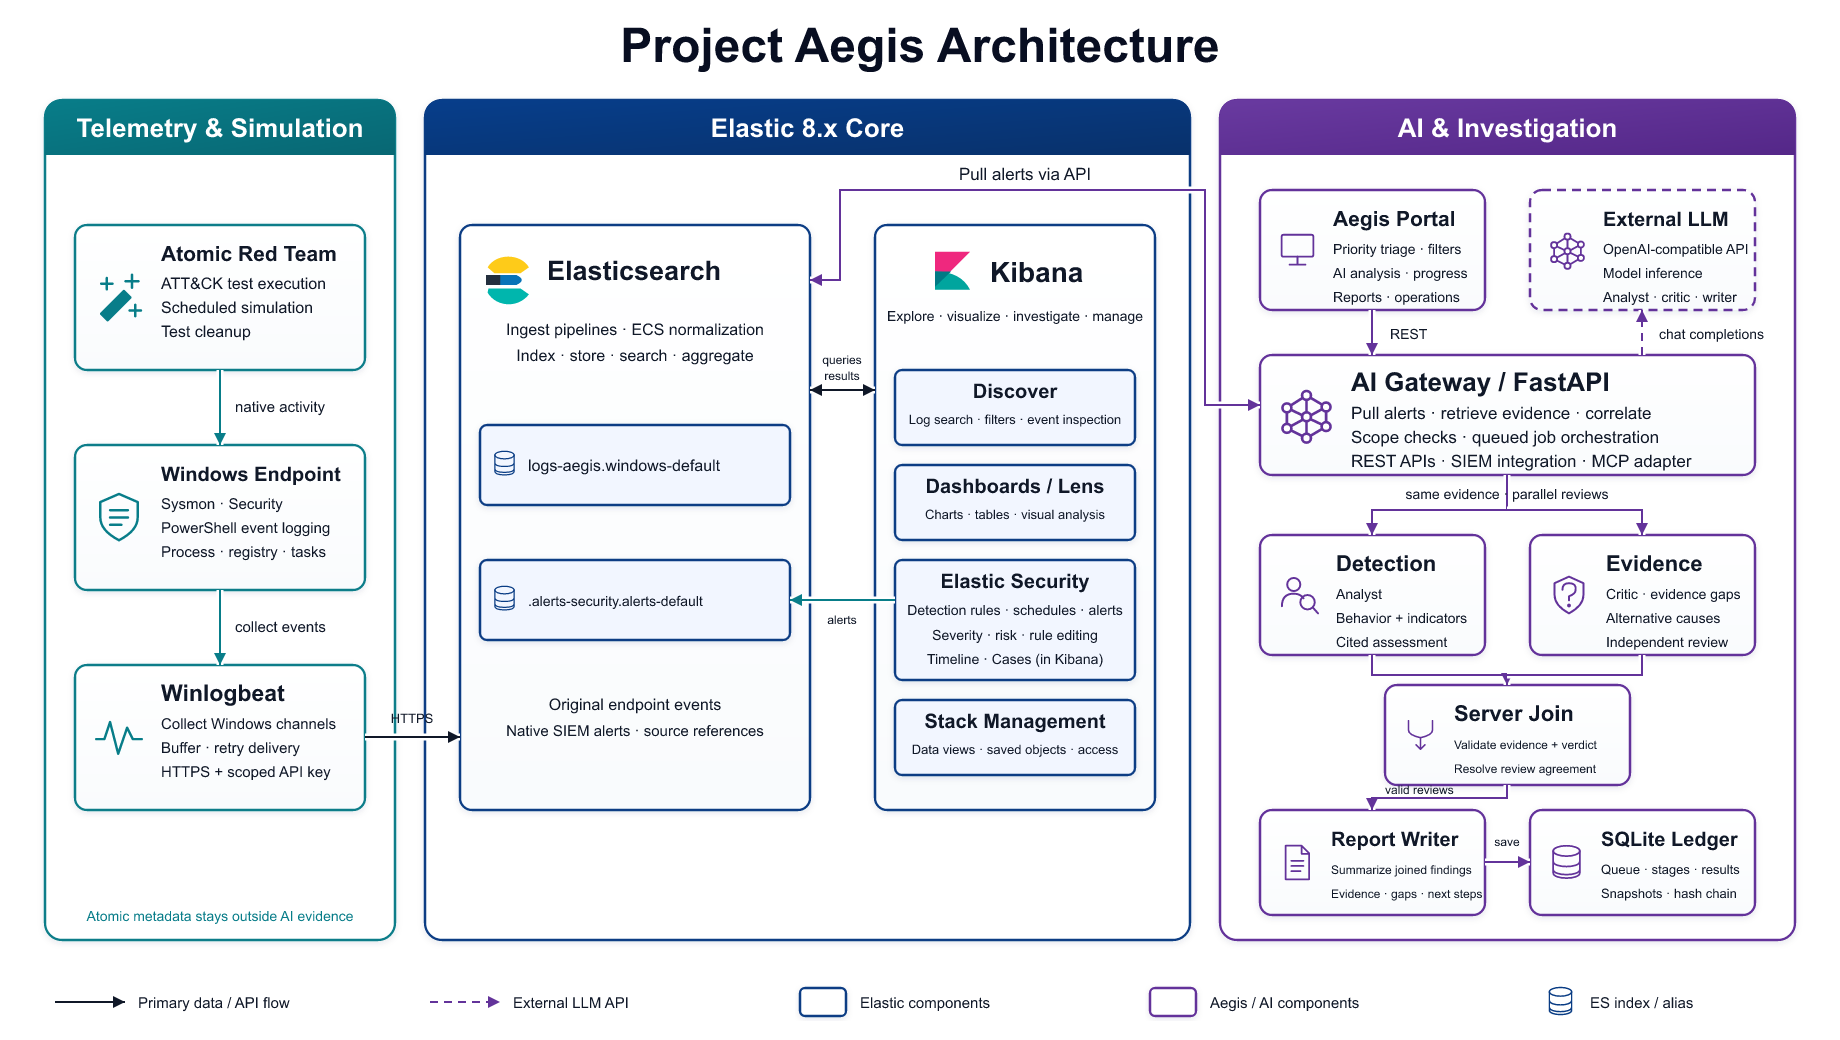 Project Aegis Architecture
Telemetry & Simulation
Atomic Red Team
ATT&CK test execution
Scheduled simulation
Test cleanup
native activity
Windows Endpoint
Sysmon · Security
PowerShell event logging
Process · registry · tasks
collect events
Winlogbeat
Collect Windows channels
Buffer · retry delivery
HTTPS + scoped API key
Atomic metadata stays outside AI evidence
HTTPS
Elastic 8.x Core
Pull alerts via API
Elasticsearch
Ingest pipelines · ECS normalization
Index · store · search · aggregate
logs-aegis.windows-default
.alerts-security.alerts-default
Original endpoint events
Native SIEM alerts · source references
queries
results
alerts
Kibana
Explore · visualize · investigate · manage
Discover
Log search · filters · event inspection
Dashboards / Lens
Charts · tables · visual analysis
Elastic Security
Detection rules · schedules · alerts
Severity · risk · rule editing
Timeline · Cases (in Kibana)
Stack Management
Data views · saved objects · access
AI & Investigation
Aegis Portal
Priority triage · filters
AI analysis · progress
Reports · operations
External LLM
OpenAI-compatible API
Model inference
Analyst · critic · writer
REST
chat completions
AI Gateway / FastAPI
Pull alerts · retrieve evidence · correlate
Scope checks · queued job orchestration
REST APIs · SIEM integration · MCP adapter
same evidence · parallel reviews
Detection
Analyst
Behavior + indicators
Cited assessment
Evidence
Critic · evidence gaps
Alternative causes
Independent review
Server Join
Validate evidence + verdict
Resolve review agreement
valid reviews
Report Writer
Summarize joined findings
Evidence · gaps · next steps
save
SQLite Ledger
Queue · stages · results
Snapshots · hash chain
Primary data / API flow
External LLM API
Elastic components
Aegis / AI components
ES index / alias